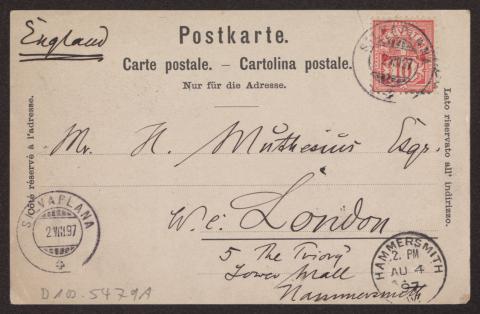 England
Postkarte.
Carte postale. – Cartolina postale.
Nur für die Adresse.
Côté réservé à l'adresse.
Lato riservato all' indirizzo.
10
Mr. H. Muthesius Esqr.
W.C. London
5 The Priory
Lower Mall
Hammersmith
SILVAPLANA
2.VIII.97
HAMMERSMITH
2. PM
AU 4
97
D 100-5479A